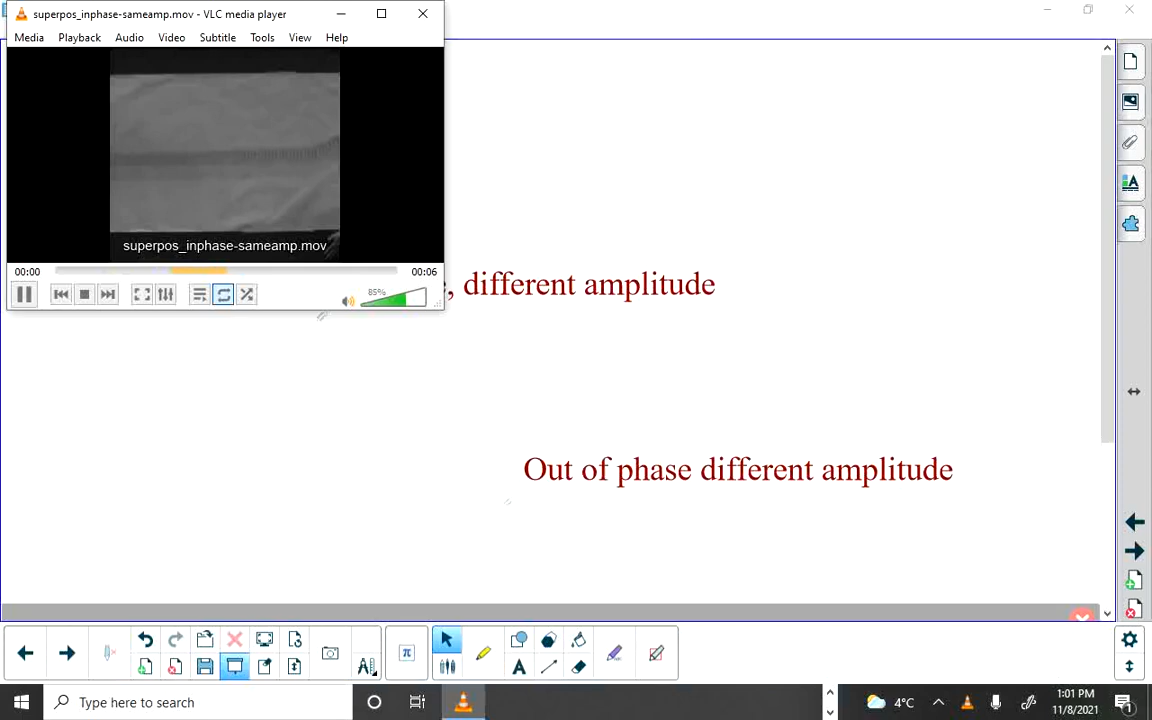 superpos_inphase-sameamp.mov - VLC media player
Media Playback Audio Video Subtitle Tools View Help
superpos_inphase-sameamp.mov
00:00 00:06
85%
, different amplitude
Out of phase different amplitude
π
A
A
Type here to search
4°C
1:01 PM
11/8/2021
1